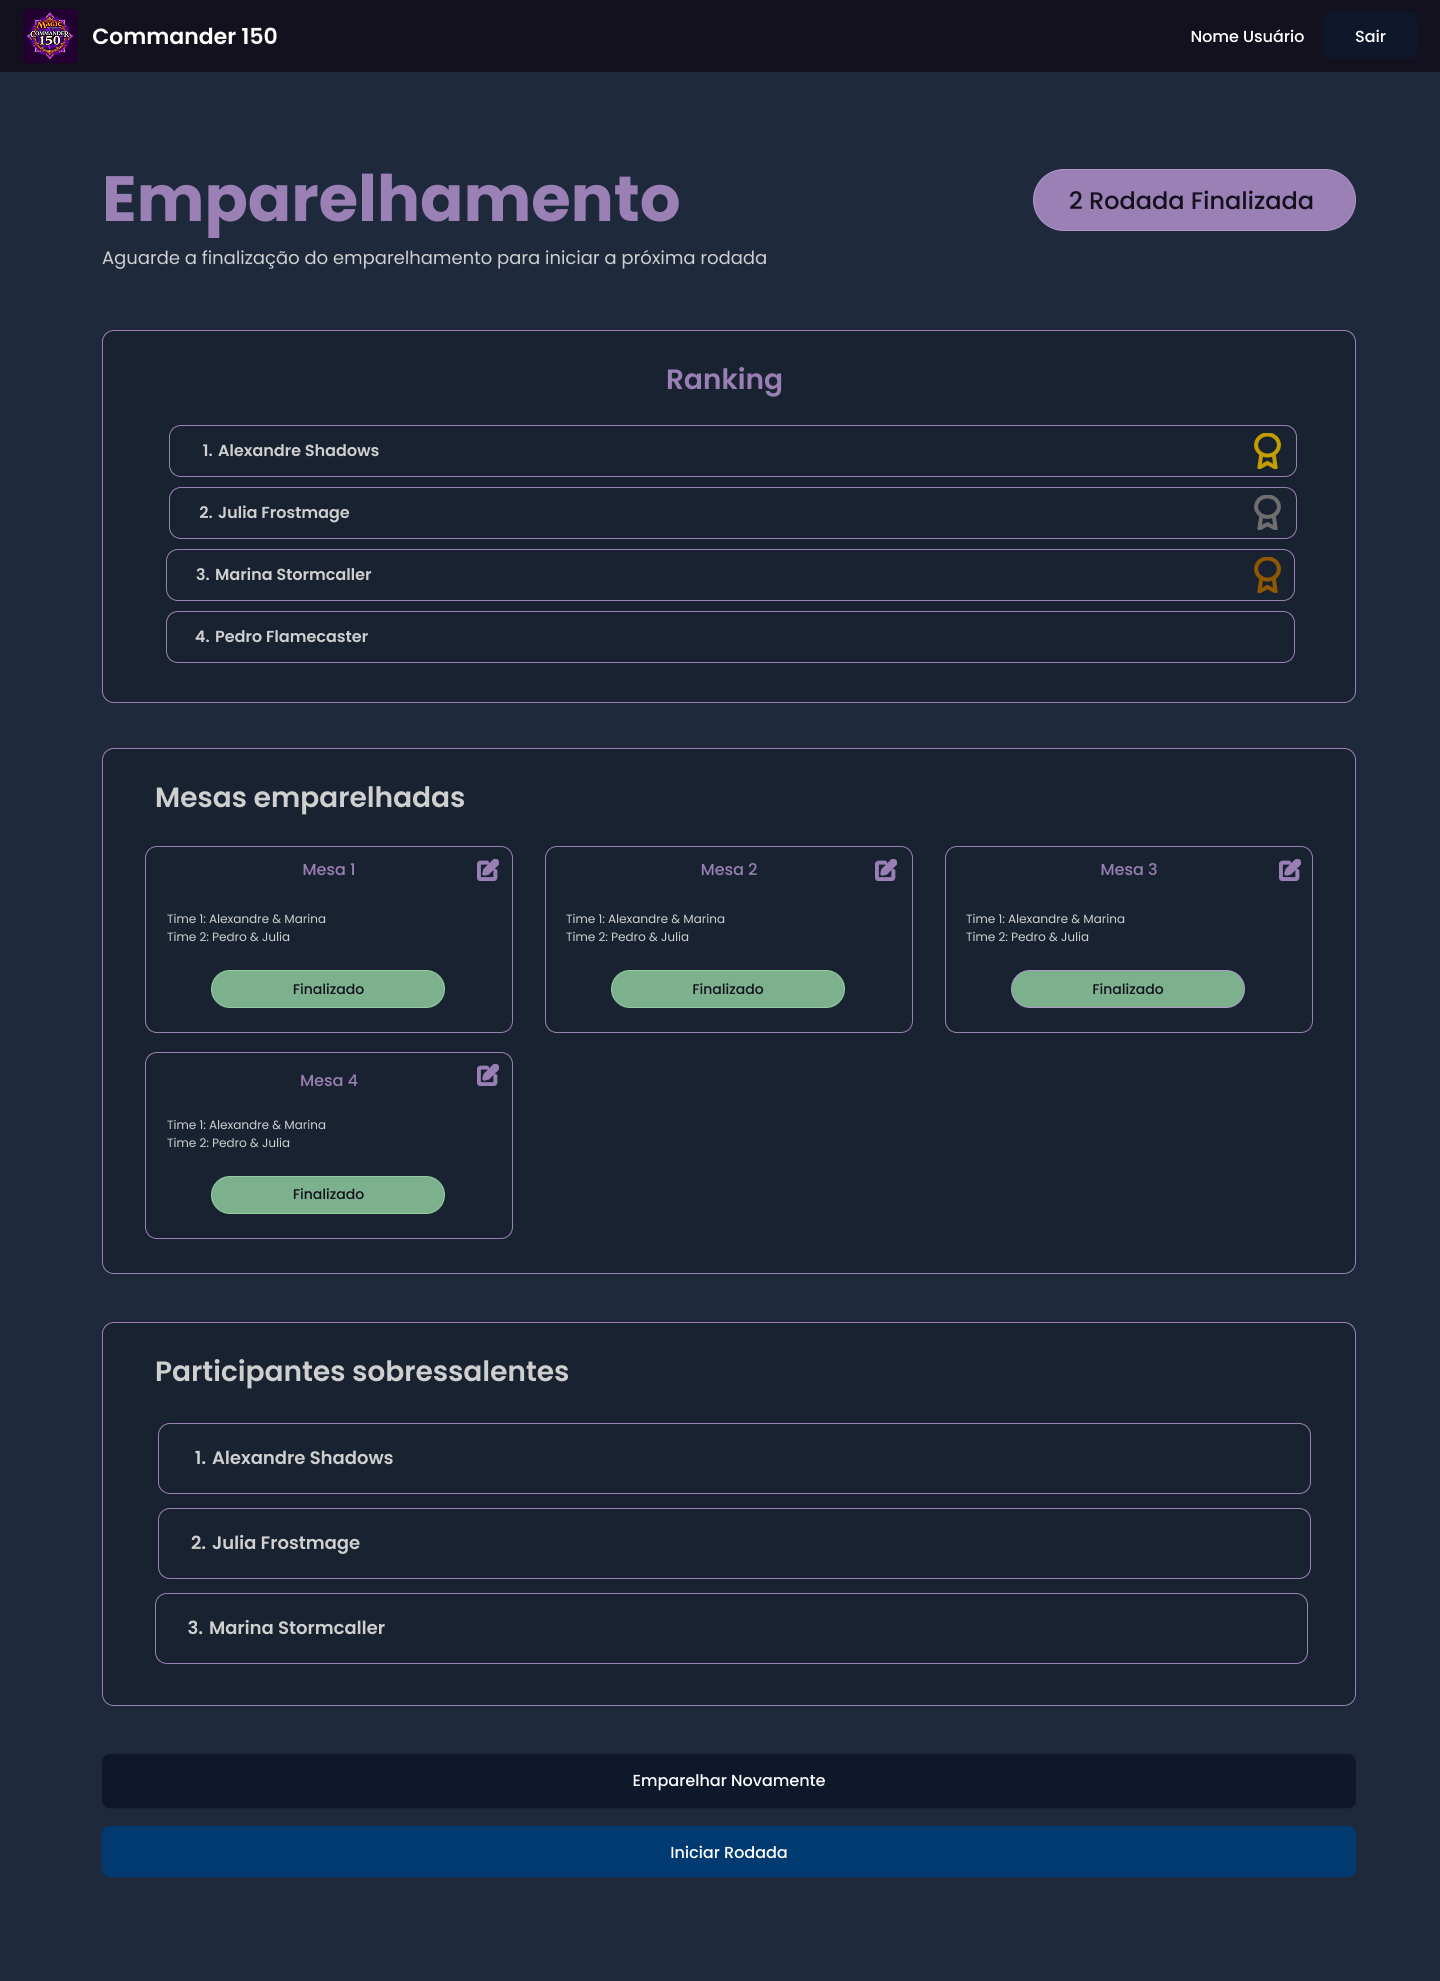 MAGIC
COMMANDER
150
Commander 150
Nome Usuário
Sair
Emparelhamento
2 Rodada Finalizada
Aguarde a finalização do emparelhamento para iniciar a próxima rodada
Ranking
1. Alexandre Shadows
2. Julia Frostmage
3. Marina Stormcaller
4. Pedro Flamecaster
Mesas emparelhadas
Mesa 1
Time 1: Alexandre & Marina
Time 2: Pedro & Julia
Finalizado
Mesa 2
Time 1: Alexandre & Marina
Time 2: Pedro & Julia
Finalizado
Mesa 3
Time 1: Alexandre & Marina
Time 2: Pedro & Julia
Finalizado
Mesa 4
Time 1: Alexandre & Marina
Time 2: Pedro & Julia
Finalizado
Participantes sobressalentes
1. Alexandre Shadows
2. Julia Frostmage
3. Marina Stormcaller
Emparelhar Novamente
Iniciar Rodada